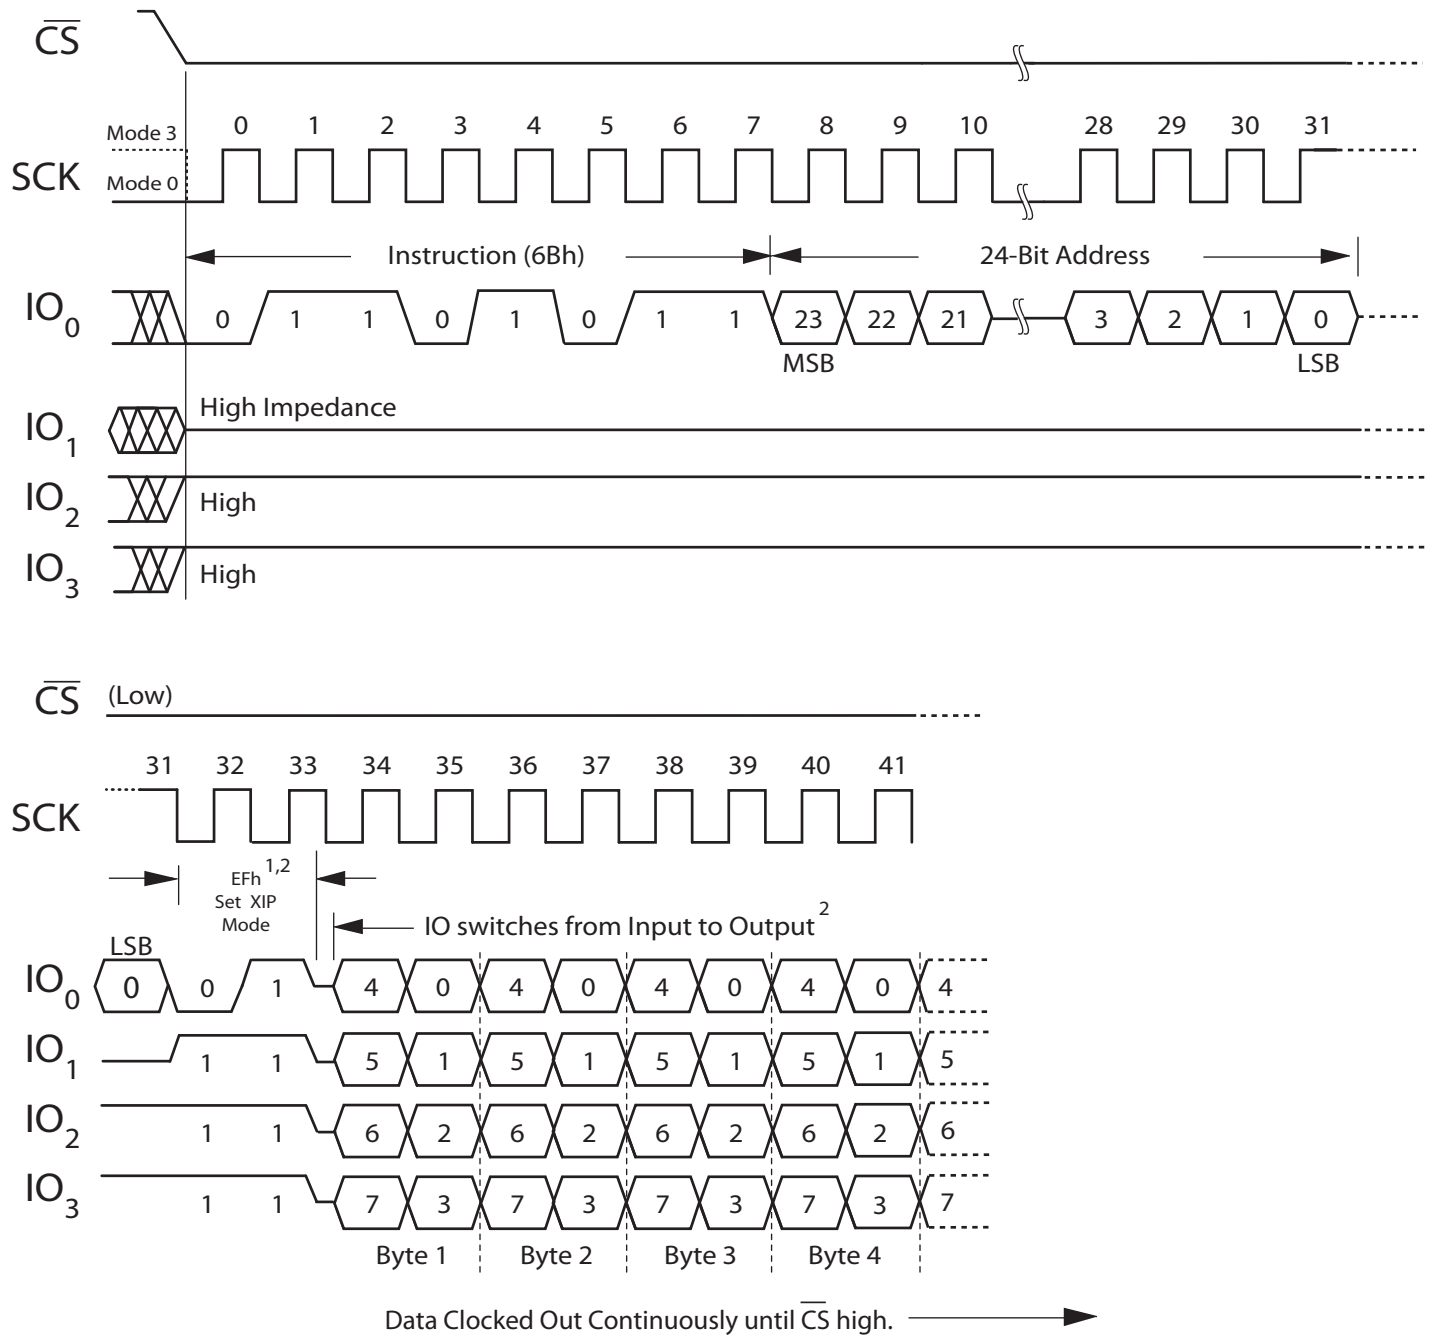 CS
Mode 3 0 1 2 3 4 5 6 7 8 9 10 28 29 30 31
SCK
Mode 0
Instruction (6Bh) 24-Bit Address
IO0 0 1 1 0 1 0 1 1 23 22 21 3 2 1 0
MSB LSB
High Impedance
IO1
IO2 High
IO3 High
CS (Low)
31 32 33 34 35 36 37 38 39 40 41
SCK
EFh 1,2
Set XIP
Mode
IO switches from Input to Output 2
LSB
IO0 0 0 1 4 0 4 0 4 0 4 0 4
IO1 1 1 5 1 5 1 5 1 5 1 5
IO2 1 1 6 2 6 2 6 2 6 2 6
IO3 1 1 7 3 7 3 7 3 7 3 7
Byte 1 Byte 2 Byte 3 Byte 4
Data Clocked Out Continuously until CS high.